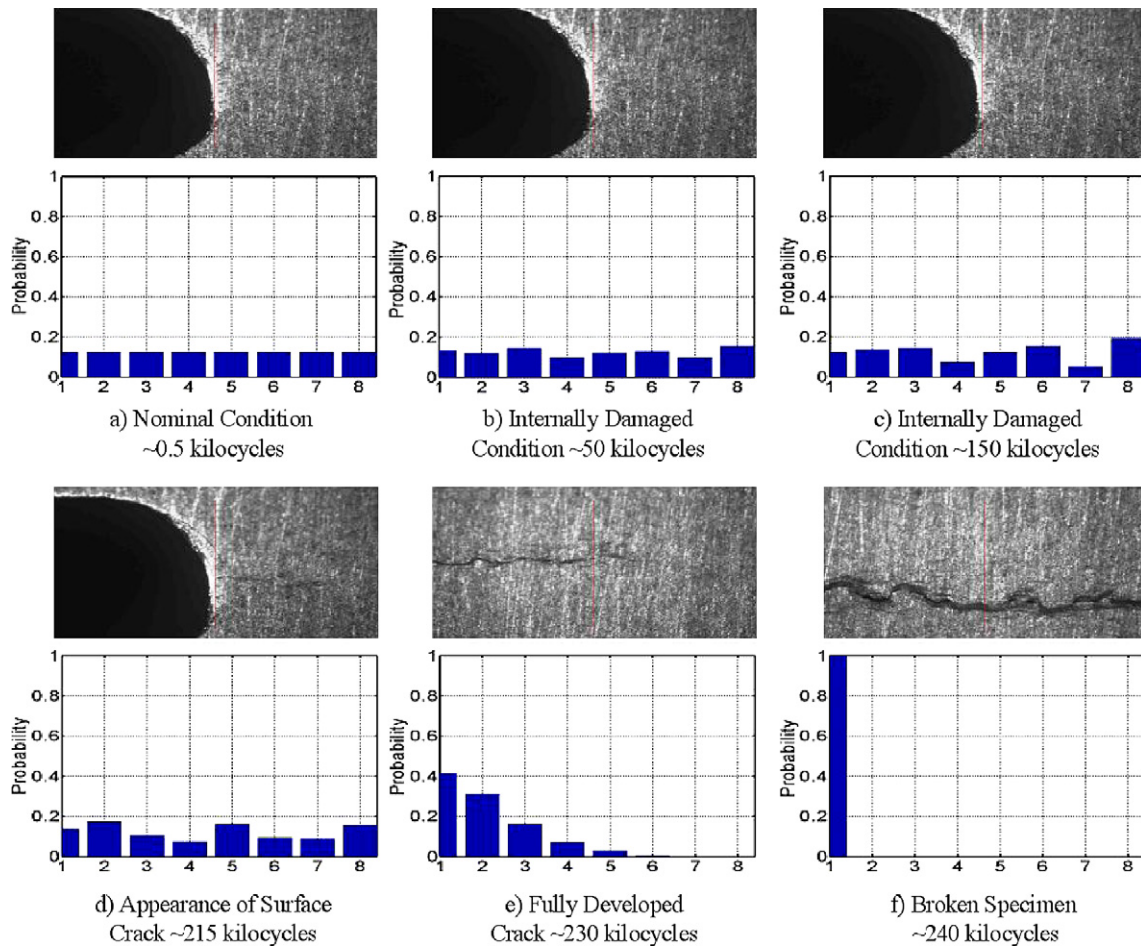 1
0.8
0.6
0.4
0.2
0
Probability
1 2 3 4 5 6 7 8
a) Nominal Condition
~0.5 kilocycles
1
0.8
0.6
0.4
0.2
0
Probability
1 2 3 4 5 6 7 8
b) Internally Damaged
Condition ~50 kilocycles
1
0.8
0.6
0.4
0.2
0
Probability
1 2 3 4 5 6 7 8
c) Internally Damaged
Condition ~150 kilocycles
1
0.8
0.6
0.4
0.2
0
Probability
1 2 3 4 5 6 7 8
d) Appearance of Surface
Crack ~215 kilocycles
1
0.8
0.6
0.4
0.2
0
Probability
1 2 3 4 5 6 7 8
e) Fully Developed
Crack ~230 kilocycles
1
0.8
0.6
0.4
0.2
0
Probability
1 2 3 4 5 6 7 8
f) Broken Specimen
~240 kilocycles